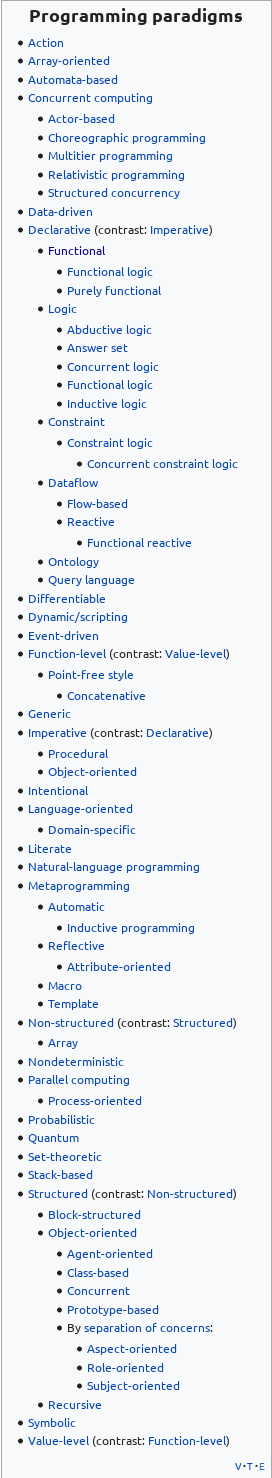 Programming paradigms
Action
Array-oriented
Automata-based
Concurrent computing
Actor-based
Choreographic programming
Multitier programming
Relativistic programming
Structured concurrency
Data-driven
Declarative (contrast: Imperative)
Functional
Functional logic
Purely functional
Logic
Abductive logic
Answer set
Concurrent logic
Functional logic
Inductive logic
Constraint
Constraint logic
Concurrent constraint logic
Dataflow
Flow-based
Reactive
Functional reactive
Ontology
Query language
Differentiable
Dynamic/scripting
Event-driven
Function-level (contrast: Value-level)
Point-free style
Concatenative
Generic
Imperative (contrast: Declarative)
Procedural
Object-oriented
Intentional
Language-oriented
Domain-specific
Literate
Natural-language programming
Metaprogramming
Automatic
Inductive programming
Reflective
Attribute-oriented
Macro
Template
Non-structured (contrast: Structured)
Array
Nondeterministic
Parallel computing
Process-oriented
Probabilistic
Quantum
Set-theoretic
Stack-based
Structured (contrast: Non-structured)
Block-structured
Object-oriented
Agent-oriented
Class-based
Concurrent
Prototype-based
By separation of concerns:
Aspect-oriented
Role-oriented
Subject-oriented
Recursive
Symbolic
Value-level (contrast: Function-level)
V·T·E